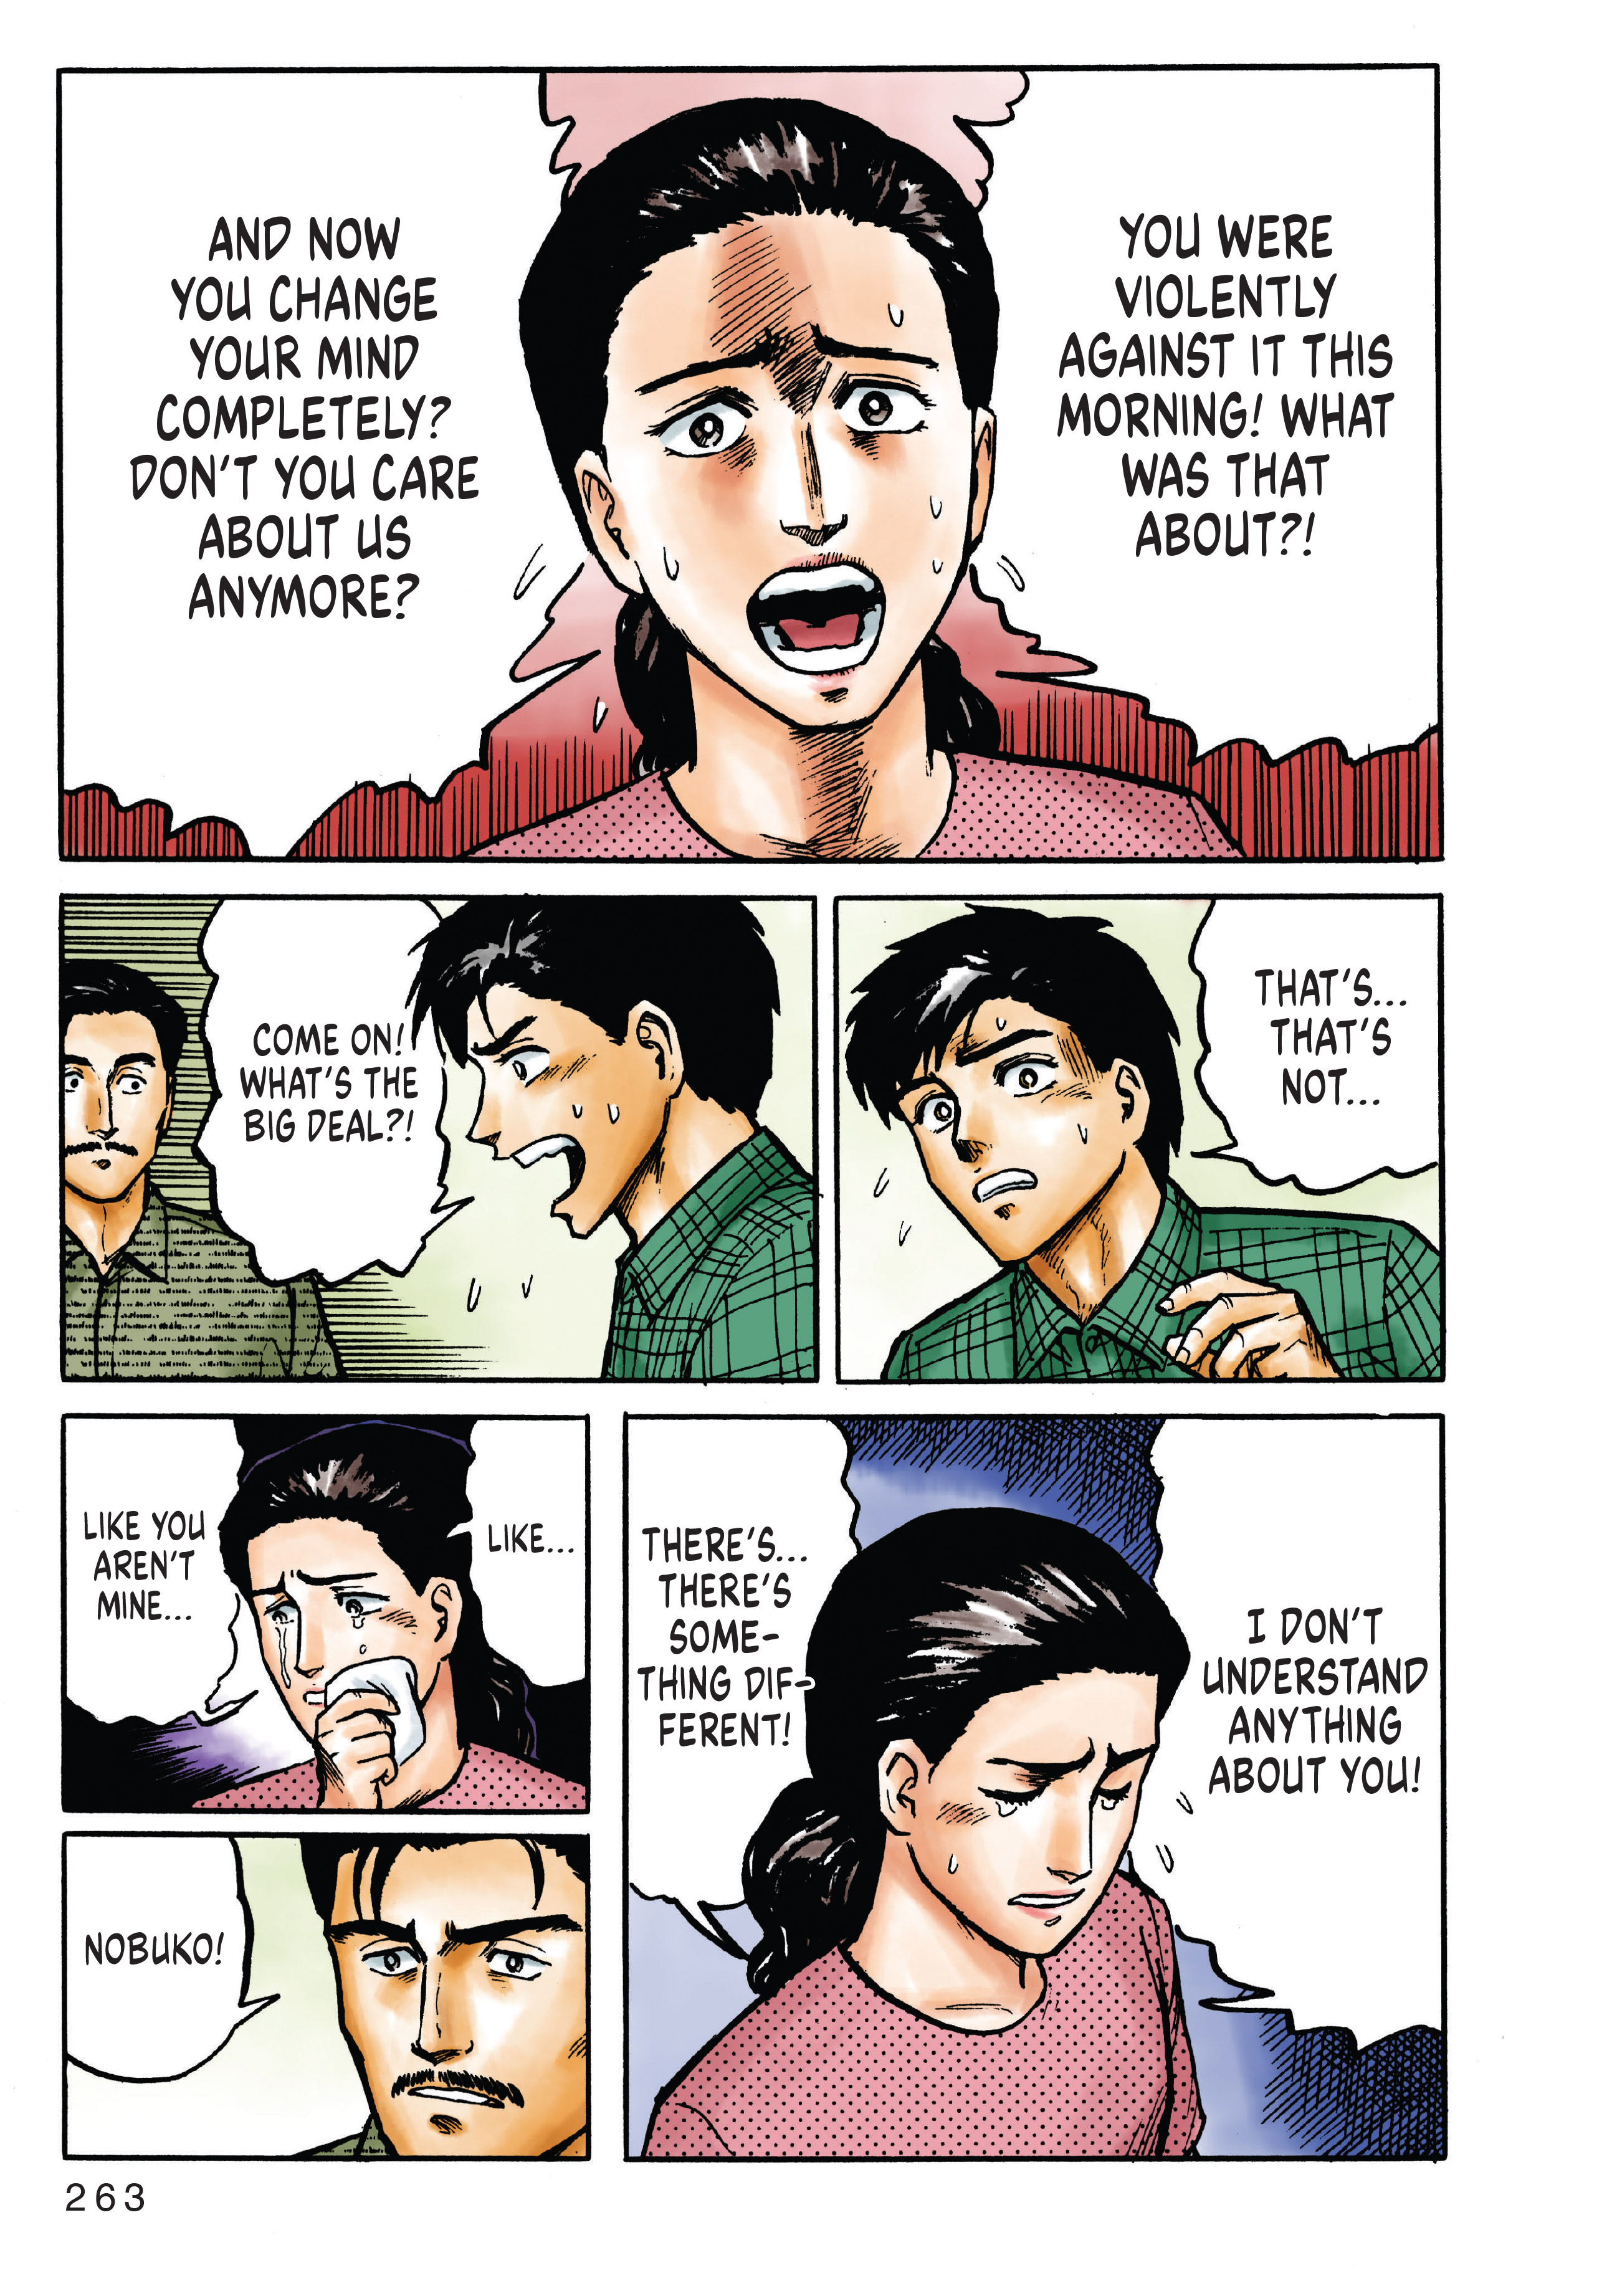 YOU WERE
VIOLENTLY
AGAINST IT THIS
MORNING! WHAT
WAS THAT
ABOUT?!
AND NOW
YOU CHANGE
YOUR MIND
COMPLETELY?
DON'T YOU CARE
ABOUT US
ANYMORE?
THAT'S...
THAT'S
NOT...
COME ON!
WHAT'S THE
BIG DEAL?!
I DON'T
UNDERSTAND
ANYTHING
ABOUT YOU!
THERE'S...
THERE'S
SOME-
THING DIF-
FERENT!
LIKE...
LIKE YOU
AREN'T
MINE...
NOBUKO!
263